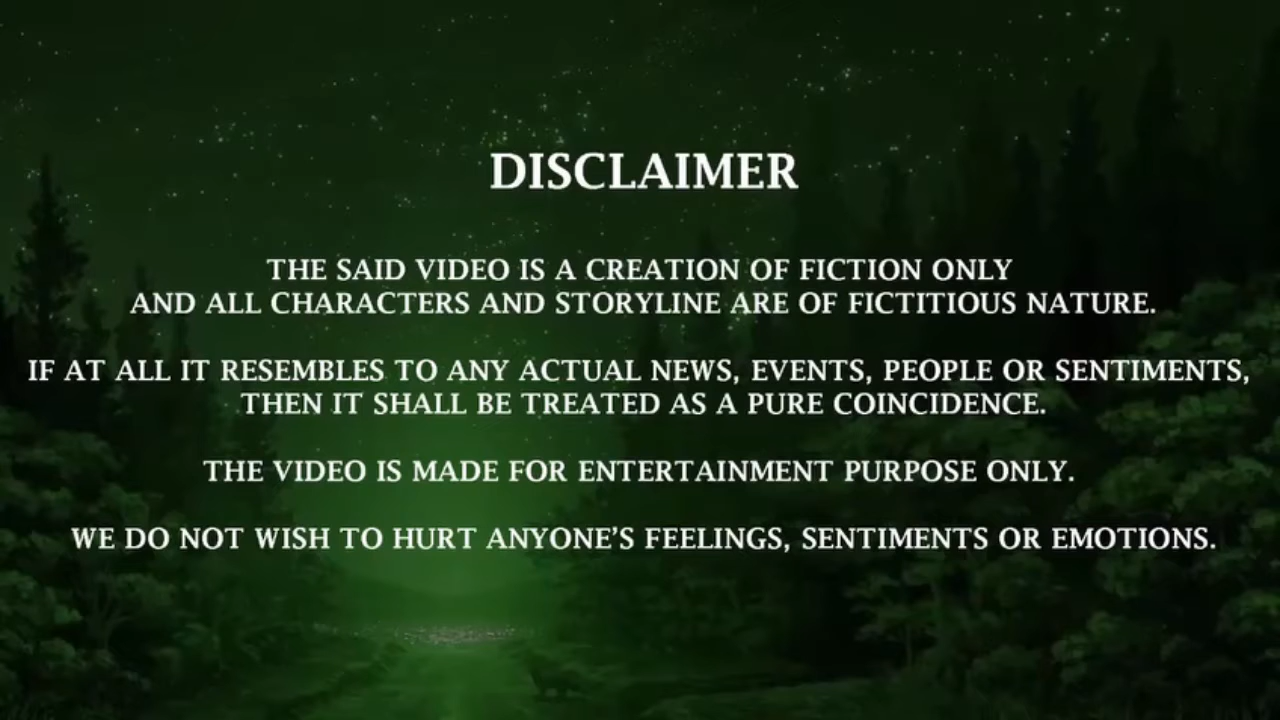 DISCLAIMER
THE SAID VIDEO IS A CREATION OF FICTION ONLY
AND ALL CHARACTERS AND STORYLINE ARE OF FICTITIOUS NATURE.
IF AT ALL IT RESEMBLES TO ANY ACTUAL NEWS, EVENTS, PEOPLE OR SENTIMENTS,
THEN IT SHALL BE TREATED AS A PURE COINCIDENCE.
THE VIDEO IS MADE FOR ENTERTAINMENT PURPOSE ONLY.
WE DO NOT WISH TO HURT ANYONE’S FEELINGS, SENTIMENTS OR EMOTIONS.